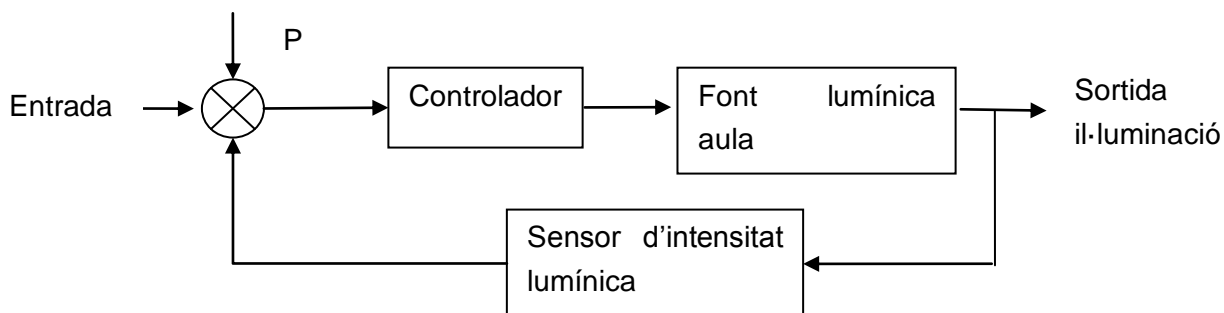 P
Entrada
Controlador
Font lumínica
aula
Sortida
il·luminació
Sensor d'intensitat
lumínica